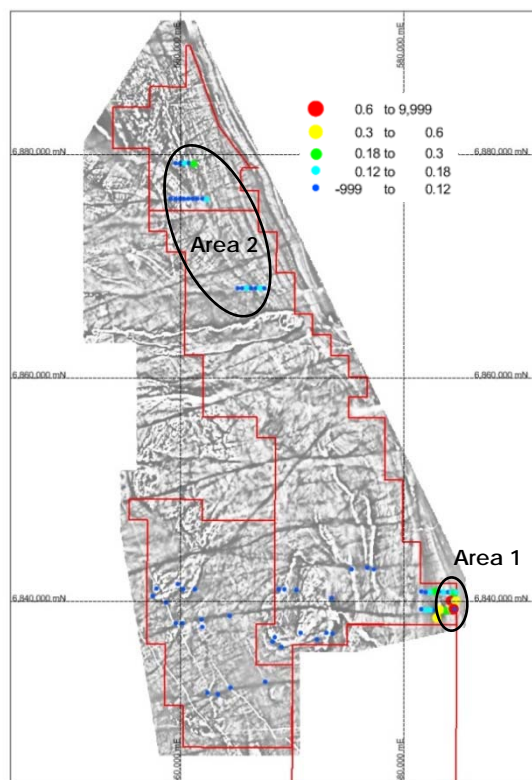 580,000 mE
0.6 to 9,999
0.3 to 0.6
0.18 to 0.3
0.12 to 0.18
-999 to 0.12
6,880,000 mN
6,880,000 mN
Area 2
6,860,000 mN
6,860,000 mN
Area 1
6,840,000 mN
6,840,000 mN